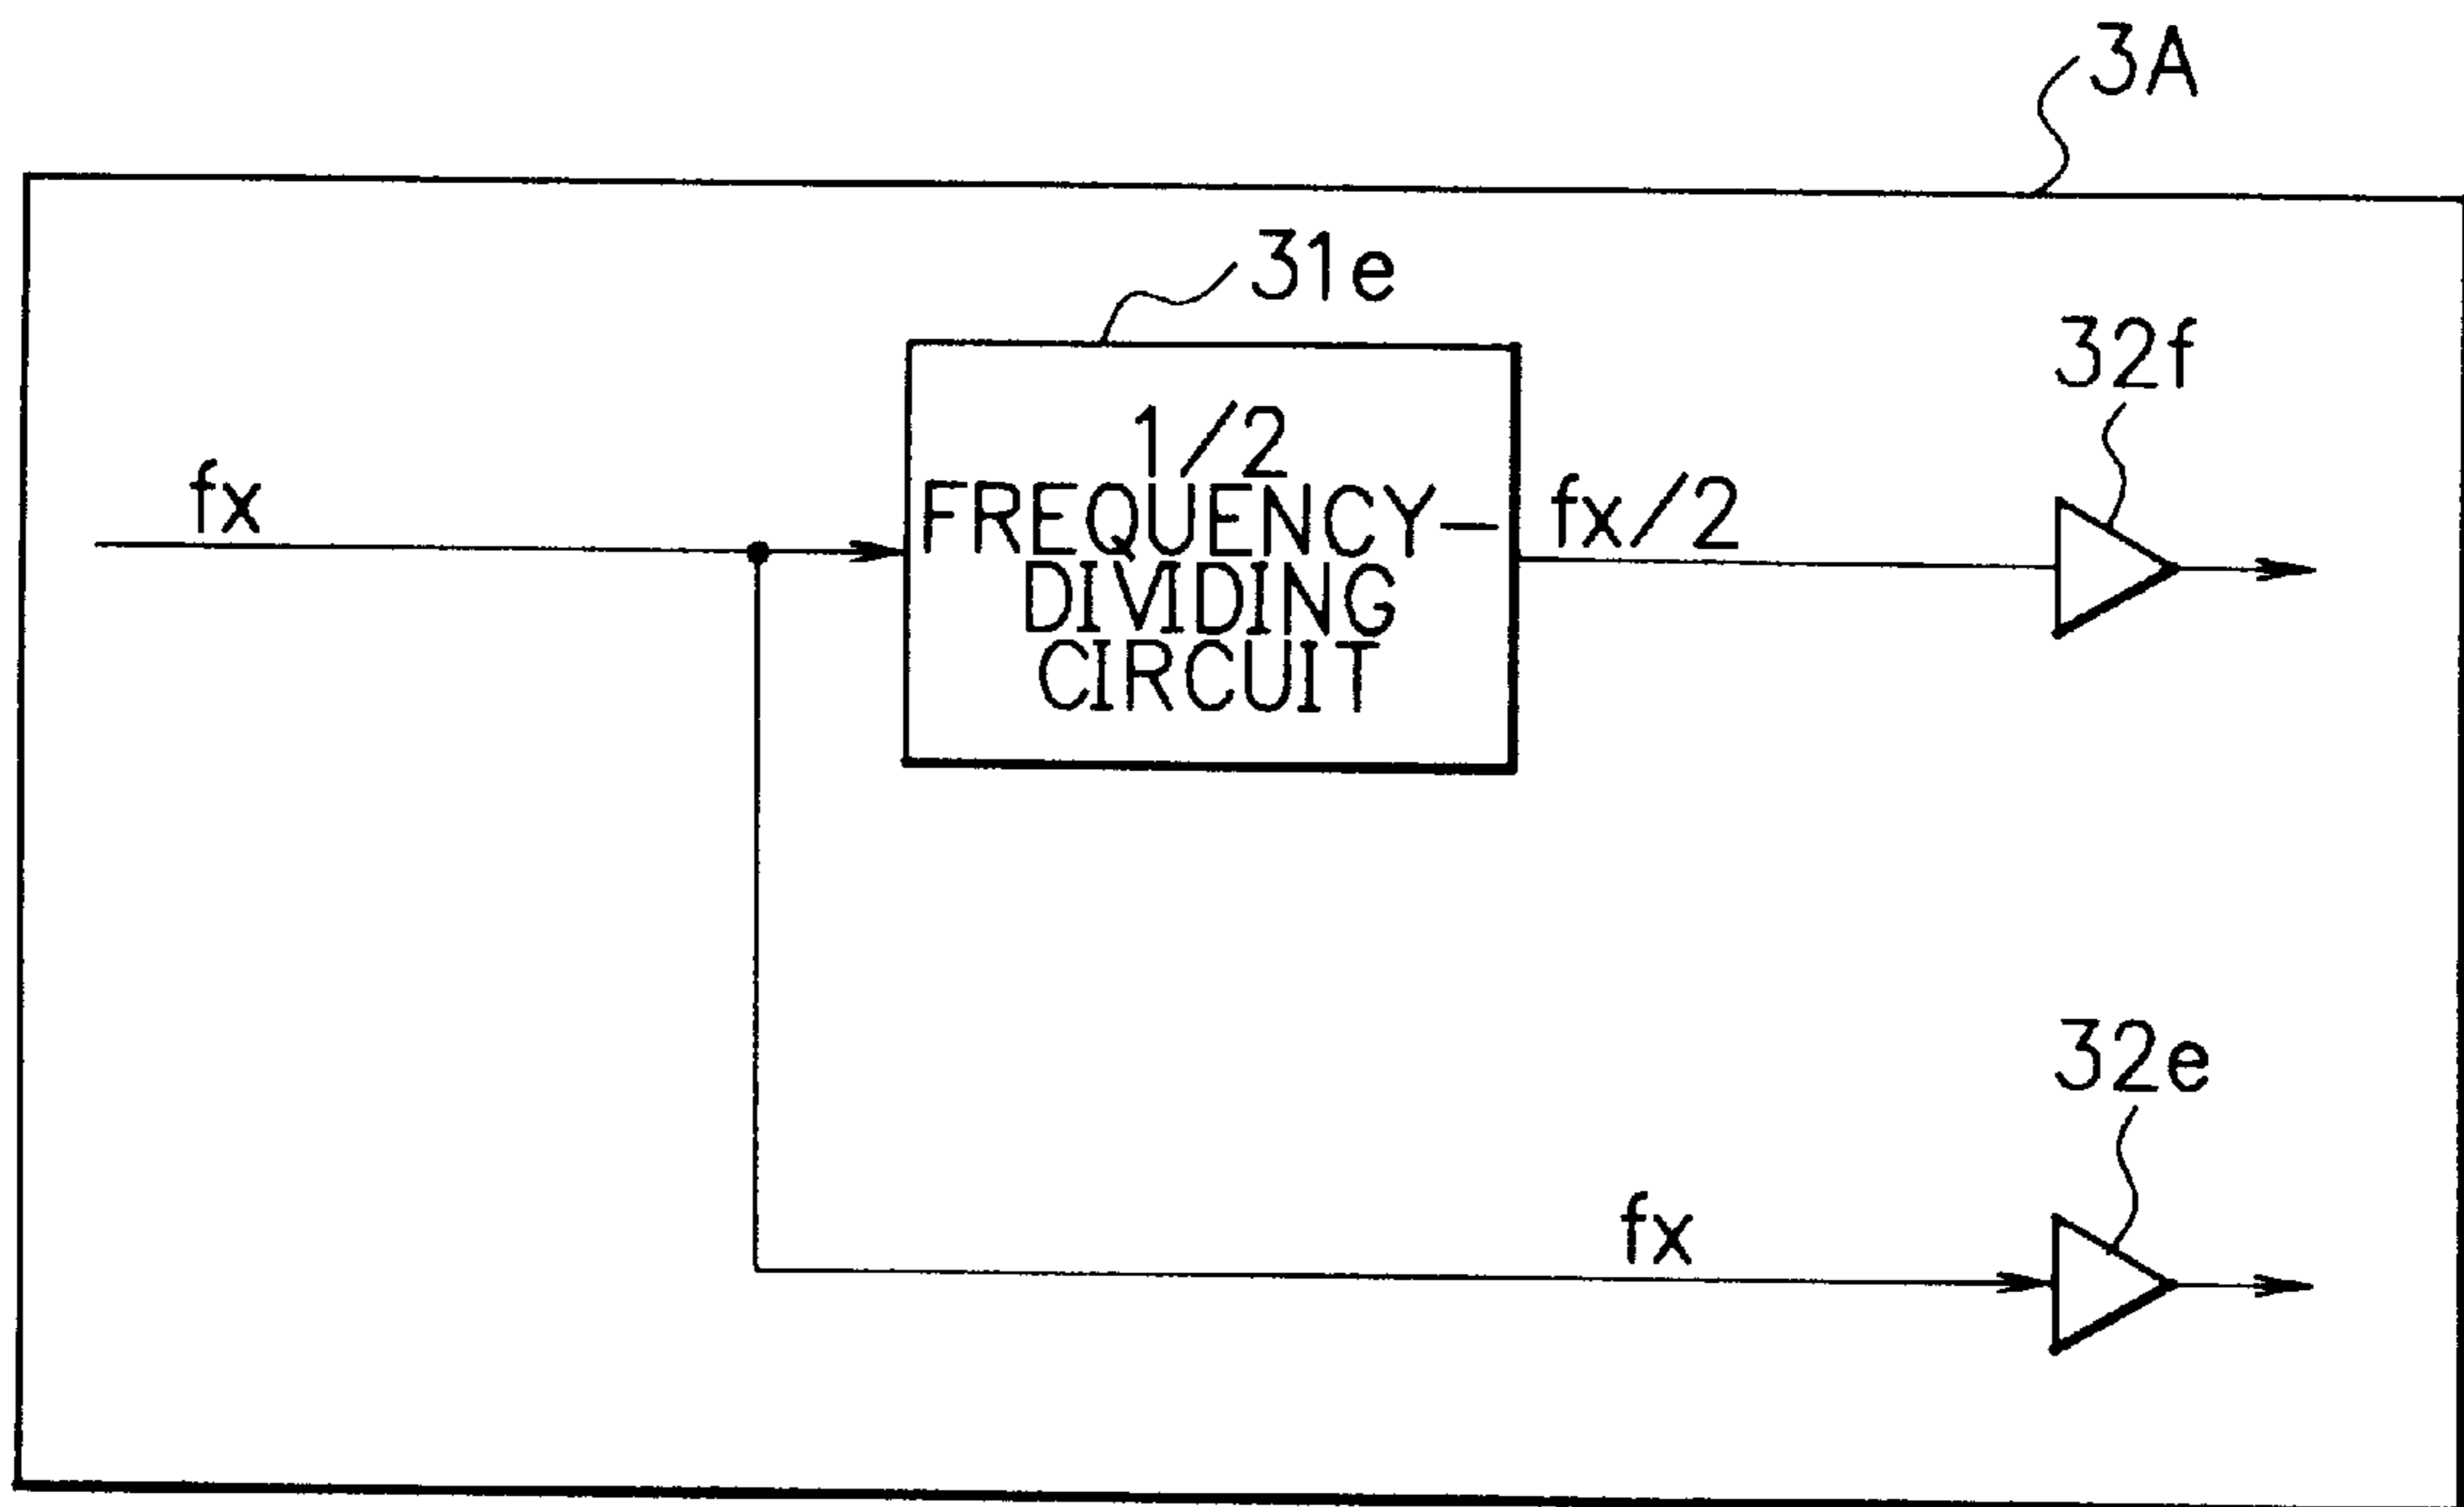 3A
31e
32f
fx
1/2
FREQUENCY-
DIVIDING
CIRCUIT
fx/2
32e
fx